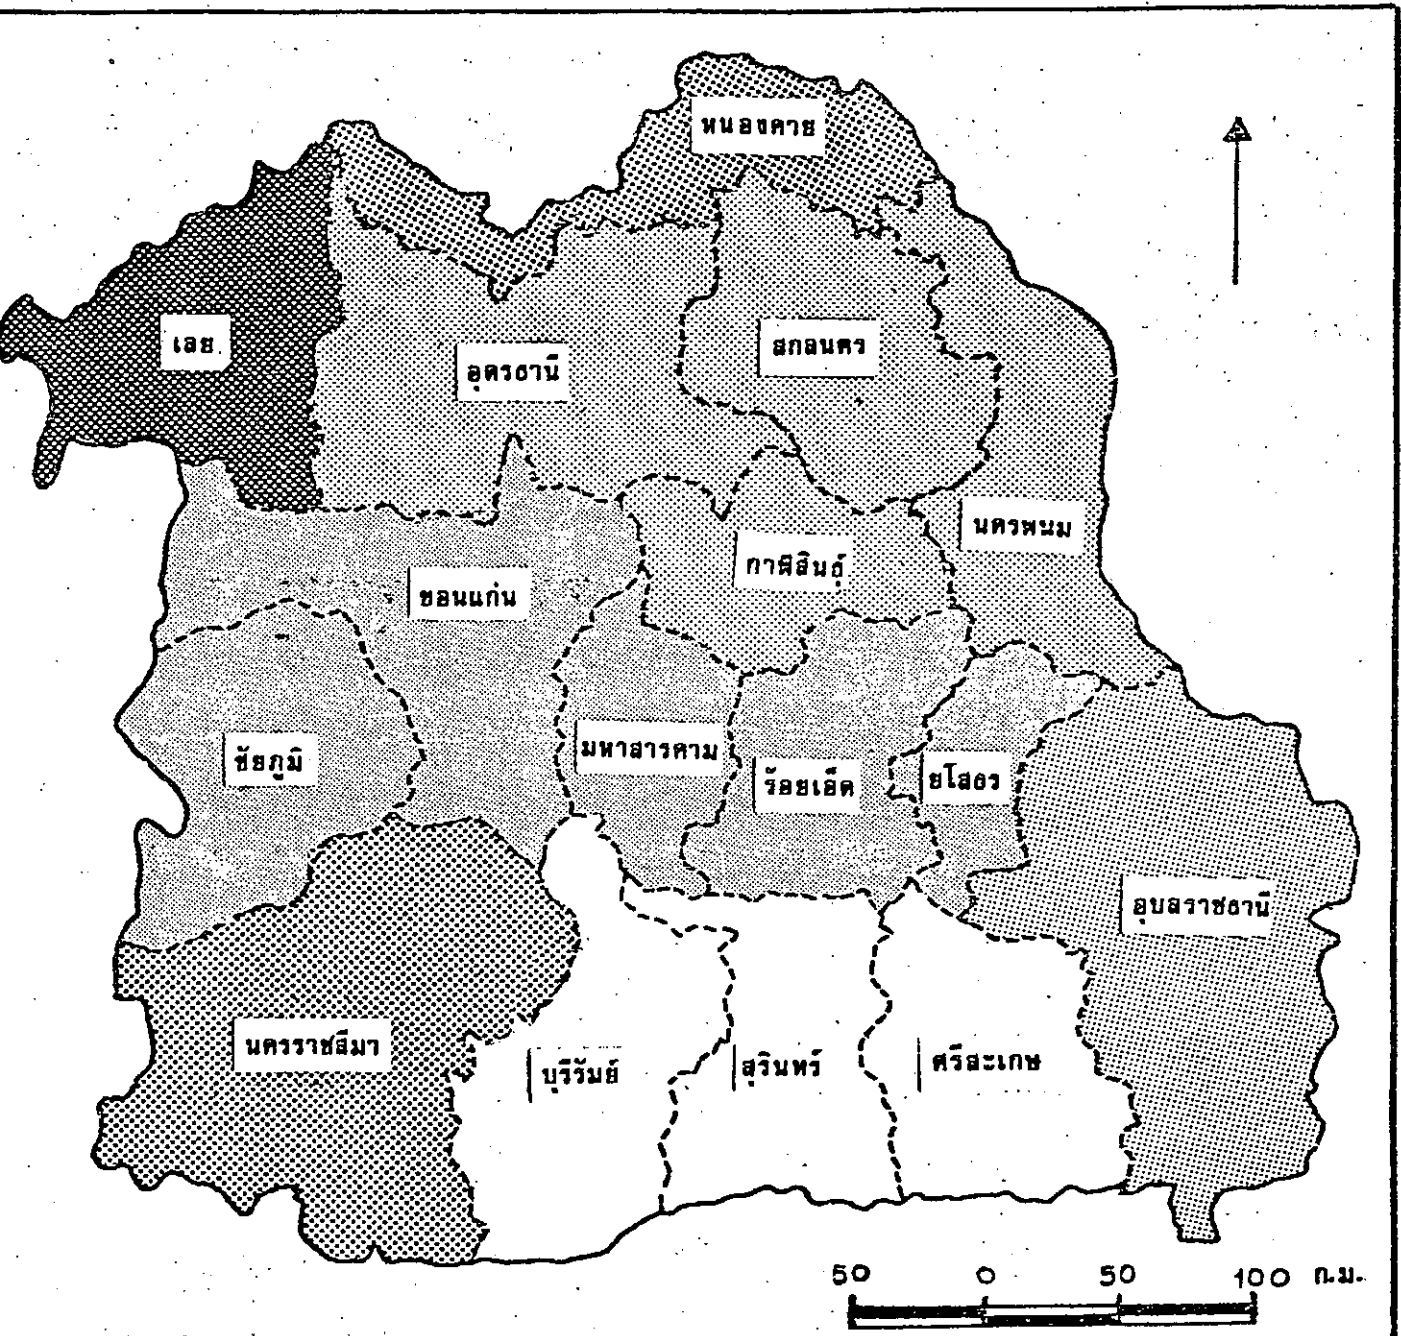 หนองคาย
เลย
อุดรธานี
สกลนคร
นครพนม
กาฬสินธุ์
ขอนแก่น
ชัยภูมิ
มหาสารคาม
ร้อยเอ็ด
ยโสธร
อุบลราชธานี
นครราชสีมา
บุรีรัมย์
สุรินทร์
ศรีสะเกษ
50 0 50 100 ก.ม.